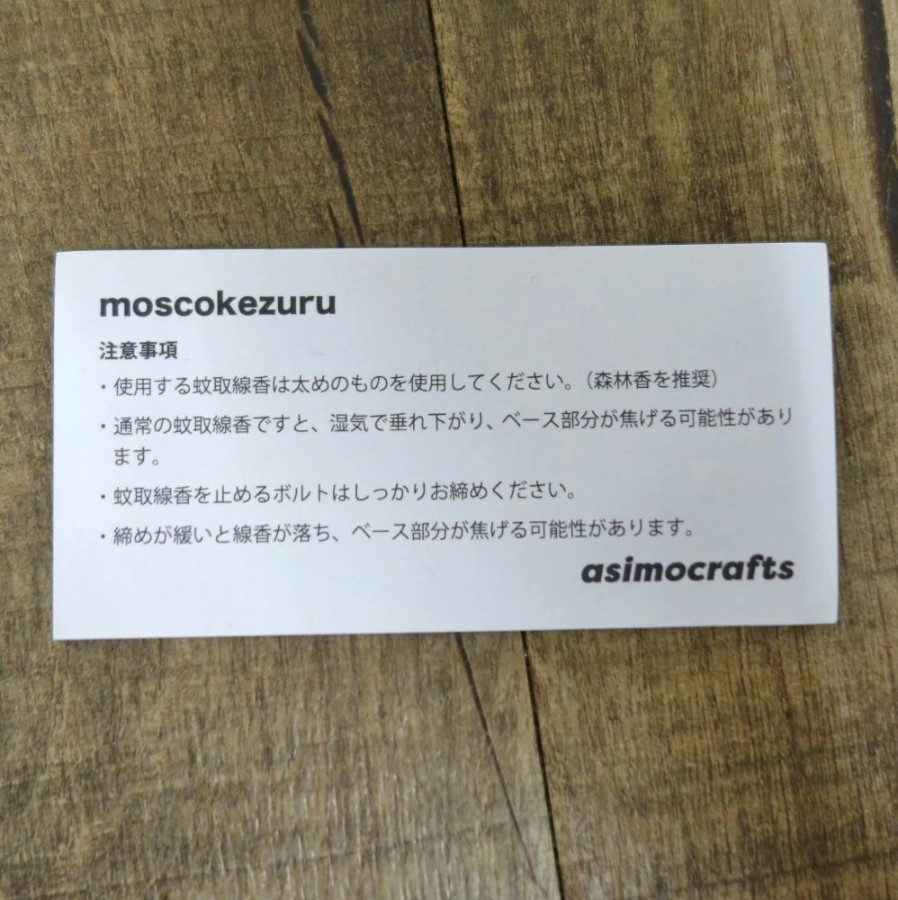 moscokezuru
注意事項
・使用する蚊取線香は太めのものを使用してください。（森林香を推奨）
・通常の蚊取線香ですと、湿気で垂れ下がり、ベース部分が焦げる可能性があり
ます。
・蚊取線香を止めるボルトはしっかりお締めください。
・締めが緩いと線香が落ち、ベース部分が焦げる可能性があります。
asimocrafts